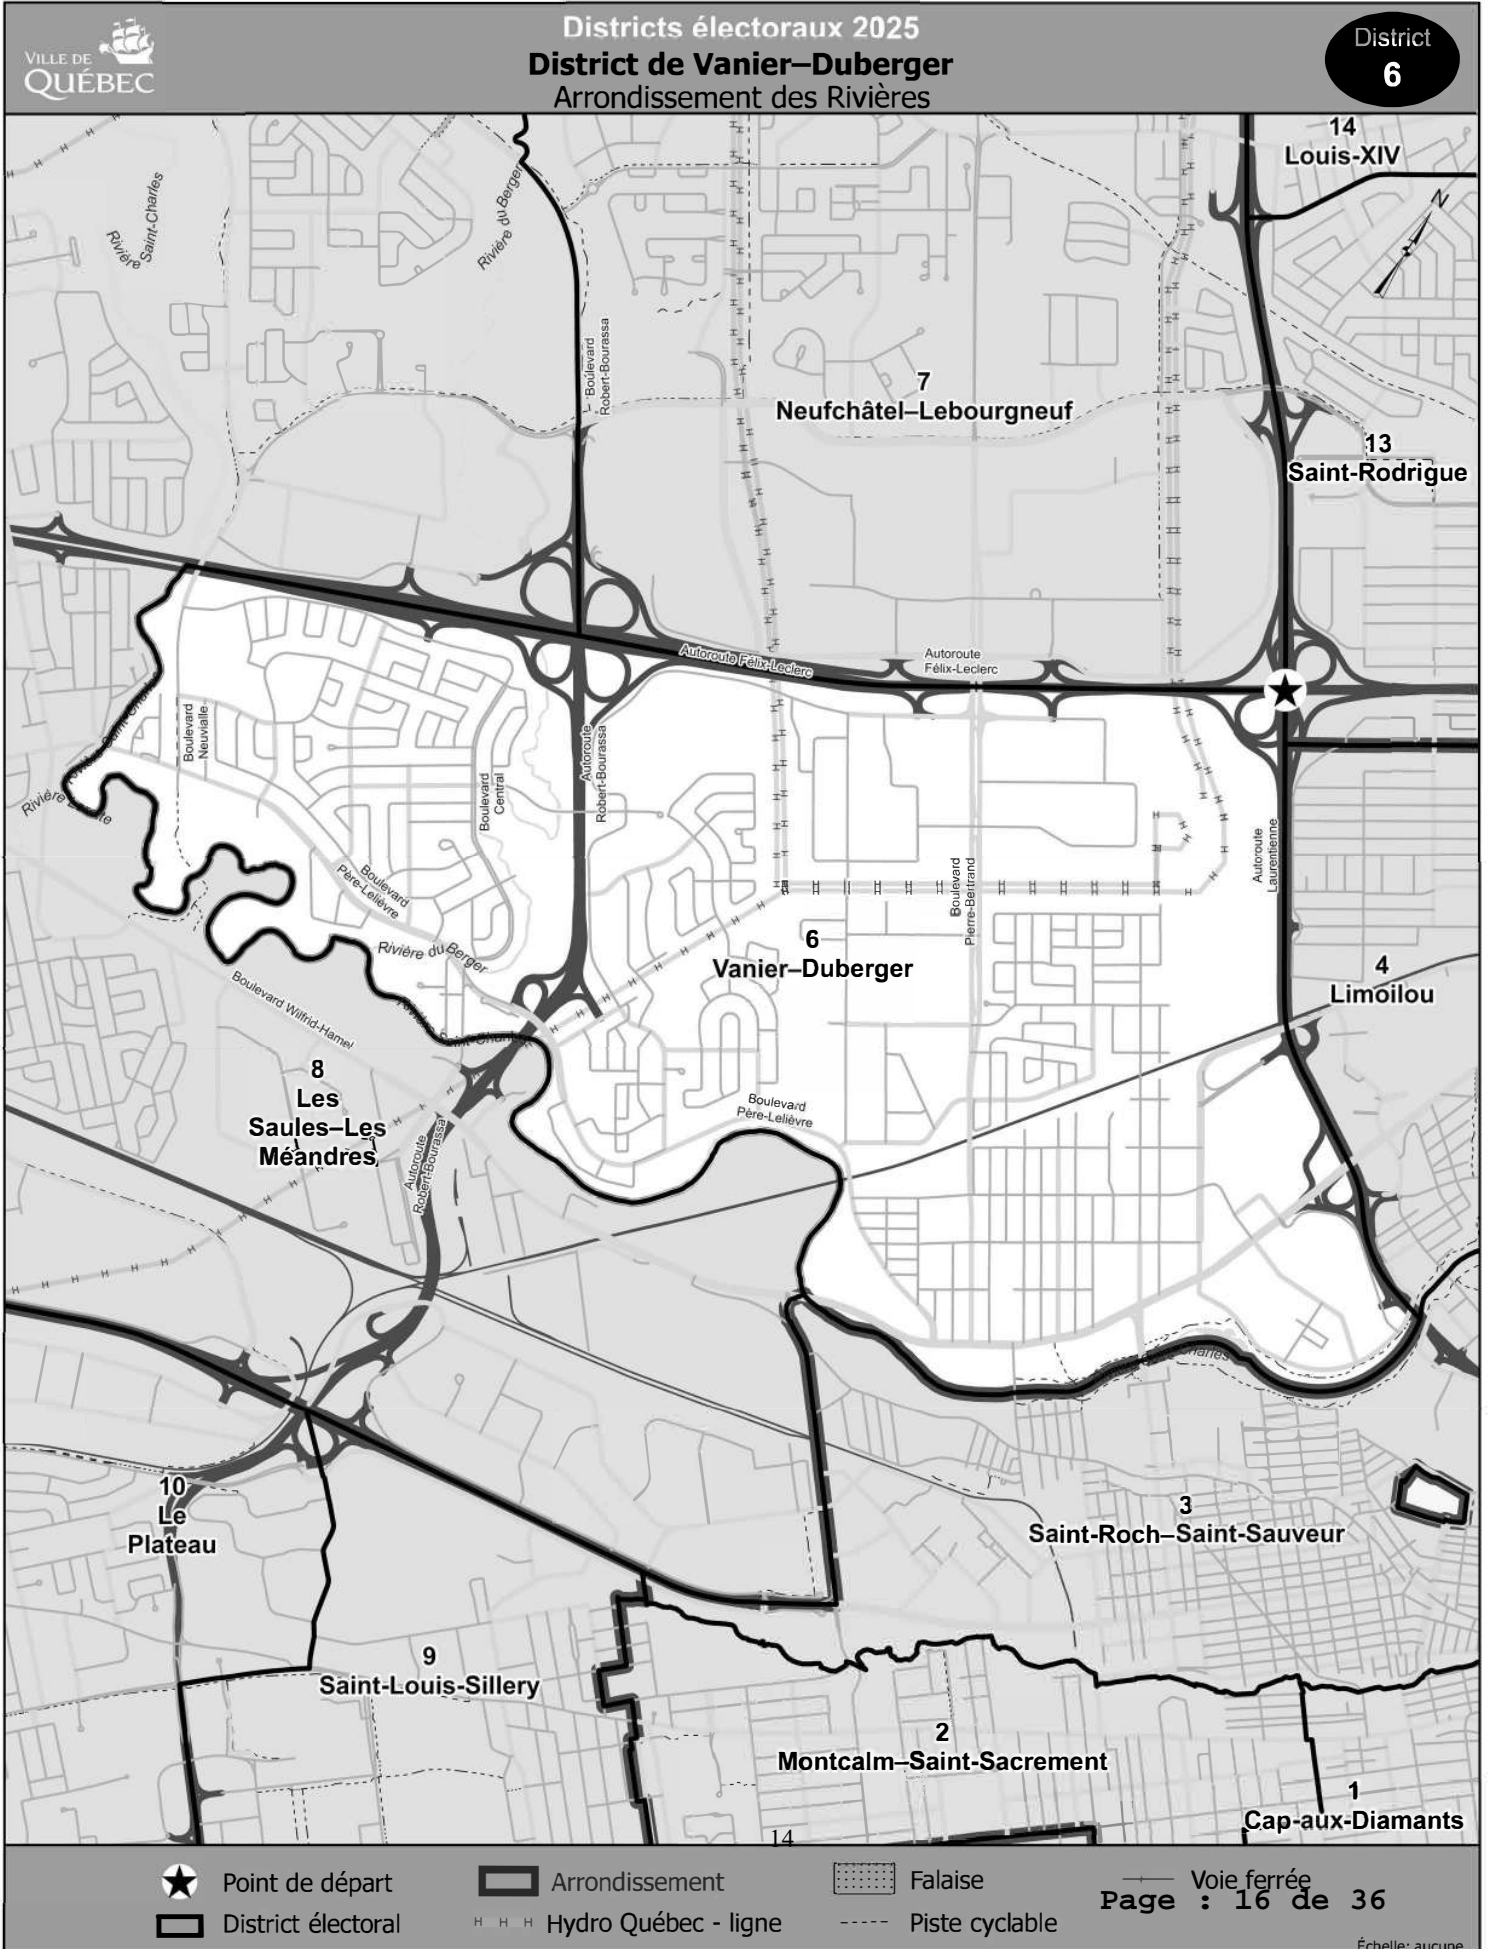 VILLE DE
QUÉBEC
Districts électoraux 2025
District de Vanier–Duberger
Arrondissement des Rivières
District
6
14
Louis-XIV
N
Rivière
Saint-Charles
Rivière du Berger
Boulevard
Robert-Bourassa
7
Neufchâtel–Lebourgneuf
13
Saint-Rodrigue
Autoroute Félix-Leclerc
Autoroute
Félix-Leclerc
Rivière Saint-Charles
Boulevard
Neuvialle
Boulevard
Central
Autoroute
Robert-Bourassa
Autoroute
Laurentienne
Boulevard
Pierre-Bertrand
Boulevard
Père-Lelièvre
Rivière du Berger
6
Vanier–Duberger
4
Limoilou
Boulevard Wilfrid-Hamel
Rivière Saint-Charles
8
Les
Saules–Les
Méandres
Autoroute
Robert-Bourassa
Boulevard
Père-Lelièvre
10
Le
Plateau
3
Saint-Roch–Saint-Sauveur
9
Saint-Louis-Sillery
2
Montcalm–Saint-Sacrement
1
Cap-aux-Diamants
14
Point de départ
Arrondissement
Falaise
Voie ferrée
District électoral
H H H Hydro Québec - ligne
Piste cyclable
Page : 16 de 36
Échelle: aucune